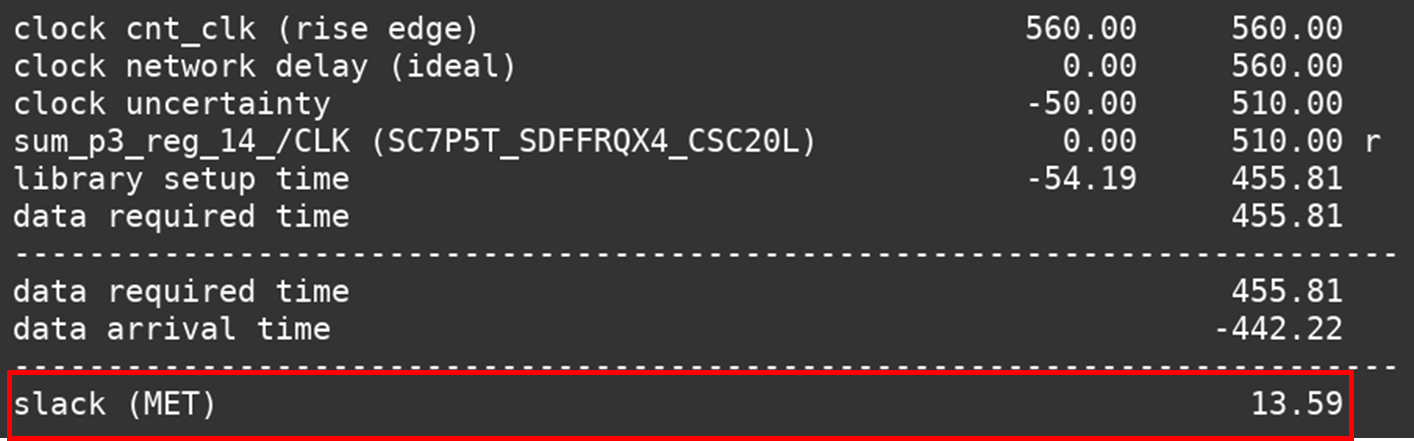 clock cnt_clk (rise edge) 560.00 560.00
clock network delay (ideal) 0.00 560.00
clock uncertainty -50.00 510.00
sum_p3_reg_14_/CLK (SC7P5T_SDFFRQX4_CSC20L) 0.00 510.00 r
library setup time -54.19 455.81
data required time 455.81
--------------------------------------------------------------------------
data required time 455.81
data arrival time -442.22
--------------------------------------------------------------------------
slack (MET) 13.59